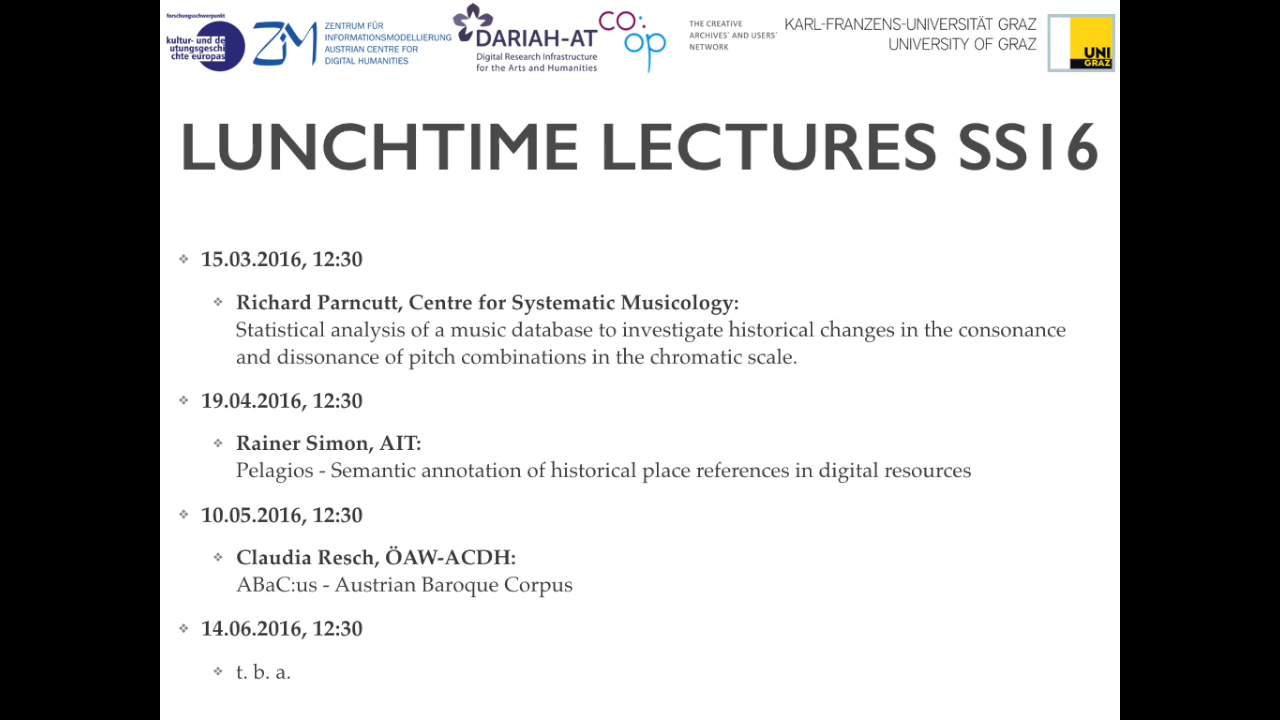 forschungsschwerpunkt
kultur- und de
utungsgeschi
chte europas
ZIM
ZENTRUM FÜR
INFORMATIONSMODELLIERUNG
AUSTRIAN CENTRE FOR
DIGITAL HUMANITIES
DARIAH-AT
Digital Research Infrastructure
for the Arts and Humanities
co:
op
THE CREATIVE
ARCHIVES' AND USERS'
NETWORK
KARL-FRANZENS-UNIVERSITÄT GRAZ
UNIVERSITY OF GRAZ
UNI
GRAZ
LUNCHTIME LECTURES SS16
15.03.2016, 12:30
Richard Parncutt, Centre for Systematic Musicology:
Statistical analysis of a music database to investigate historical changes in the consonance
and dissonance of pitch combinations in the chromatic scale.
19.04.2016, 12:30
Rainer Simon, AIT:
Pelagios - Semantic annotation of historical place references in digital resources
10.05.2016, 12:30
Claudia Resch, ÖAW-ACDH:
ABaC:us - Austrian Baroque Corpus
14.06.2016, 12:30
t. b. a.